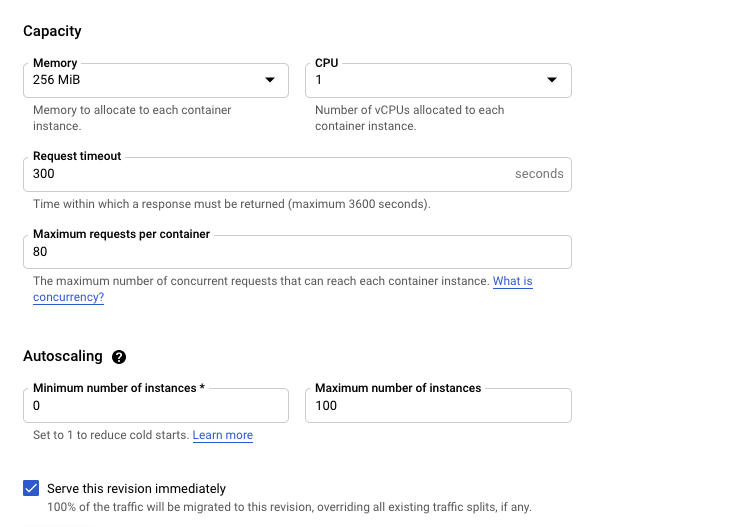 Capacity
Memory
CPU
256 MiB
1
Memory to allocate to each container
instance.
Number of vCPUs allocated to each
container instance.
Request timeout
300
seconds
Time within which a response must be returned (maximum 3600 seconds).
Maximum requests per container
80
The maximum number of concurrent requests that can reach each container instance. What is
concurrency?
Autoscaling ?
Minimum number of instances *
Maximum number of instances
0
100
Set to 1 to reduce cold starts. Learn more
Serve this revision immediately
100% of the traffic will be migrated to this revision, overriding all existing traffic splits, if any.